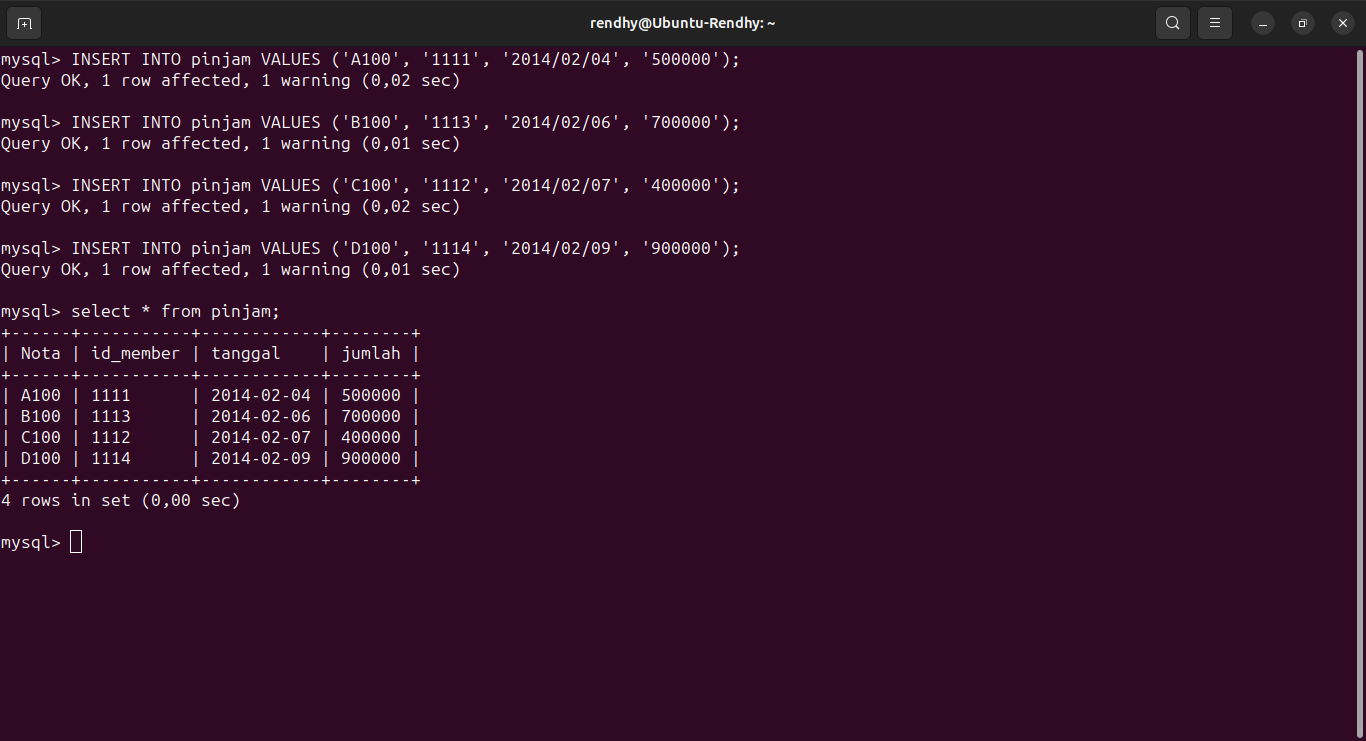 rendhy@Ubuntu-Rendhy: ~
mysql> INSERT INTO pinjam VALUES ('A100', '1111', '2014/02/04', '500000');
Query OK, 1 row affected, 1 warning (0,02 sec)
mysql> INSERT INTO pinjam VALUES ('B100', '1113', '2014/02/06', '700000');
Query OK, 1 row affected, 1 warning (0,01 sec)
mysql> INSERT INTO pinjam VALUES ('C100', '1112', '2014/02/07', '400000');
Query OK, 1 row affected, 1 warning (0,02 sec)
mysql> INSERT INTO pinjam VALUES ('D100', '1114', '2014/02/09', '900000');
Query OK, 1 row affected, 1 warning (0,01 sec)
mysql> select * from pinjam;
+------+-----------+------------+--------+
| Nota | id_member | tanggal    | jumlah |
+------+-----------+------------+--------+
| A100 | 1111      | 2014-02-04 | 500000 |
| B100 | 1113      | 2014-02-06 | 700000 |
| C100 | 1112      | 2014-02-07 | 400000 |
| D100 | 1114      | 2014-02-09 | 900000 |
+------+-----------+------------+--------+
4 rows in set (0,00 sec)
mysql>